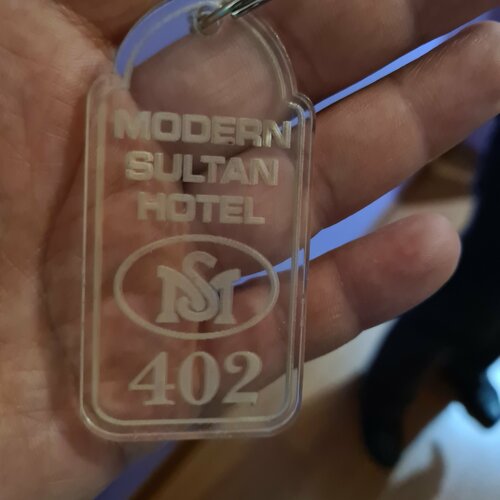 MODERN
SULTAN
HOTEL
SM
402